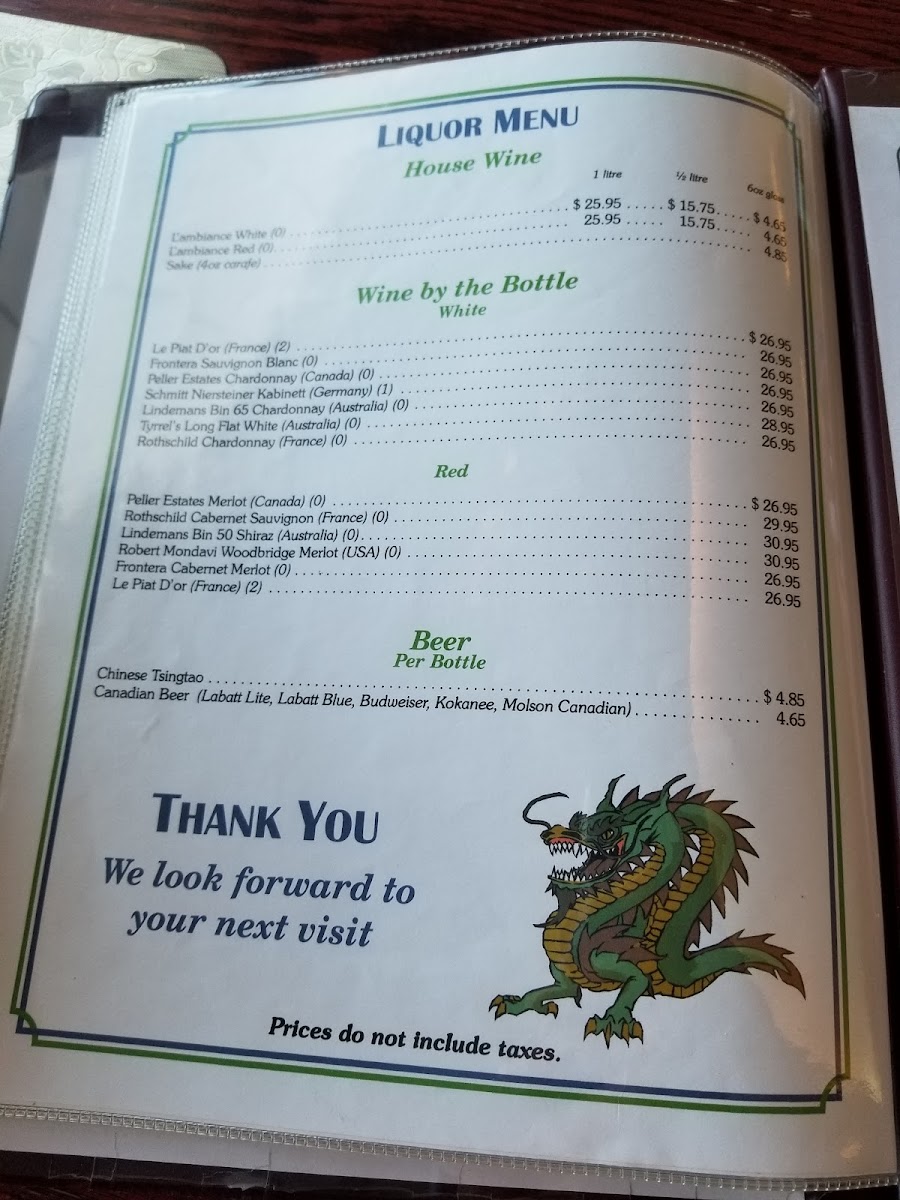 LIQUOR MENU
House Wine
1 litre ½ litre 6oz glass
L'ambiance White (0) $ 25.95 $ 15.75 $ 4.65
L'ambiance Red (0) 25.95 15.75 4.65
Sake (4oz carafe) 4.85
Wine by the Bottle
White
Le Piat D'or (France) (2) $ 26.95
Frontera Sauvignon Blanc (0) 26.95
Peller Estates Chardonnay (Canada) (0) 26.95
Schmitt Niersteiner Kabinett (Germany) (1) 26.95
Lindemans Bin 65 Chardonnay (Australia) (0) 26.95
Tyrrel's Long Flat White (Australia) (0) 28.95
Rothschild Chardonnay (France) (0) 26.95
Red
Peller Estates Merlot (Canada) (0) $ 26.95
Rothschild Cabernet Sauvignon (France) (0) 29.95
Lindemans Bin 50 Shiraz (Australia) (0) 30.95
Robert Mondavi Woodbridge Merlot (USA) (0) 30.95
Frontera Cabernet Merlot (0) 26.95
Le Piat D'or (France) (2) 26.95
Beer
Per Bottle
Chinese Tsingtao $ 4.85
Canadian Beer (Labatt Lite, Labatt Blue, Budweiser, Kokanee, Molson Canadian) 4.65
THANK YOU
We look forward to
your next visit
Prices do not include taxes.